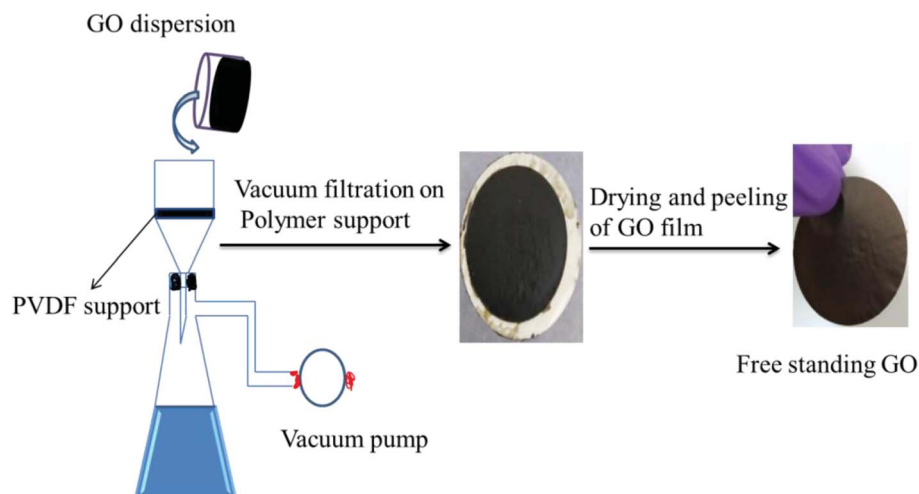 GO dispersion
Vacuum filtration on
Polymer support
Drying and peeling
of GO film
PVDF support
Free standing GO
Vacuum pump